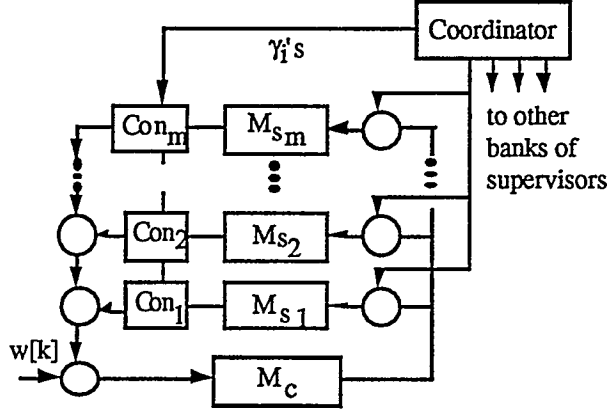 Coordinator
γi's
to other
banks of
supervisors
Conm
Msm
Con2
Ms2
Con1
Ms1
w[k]
Mc